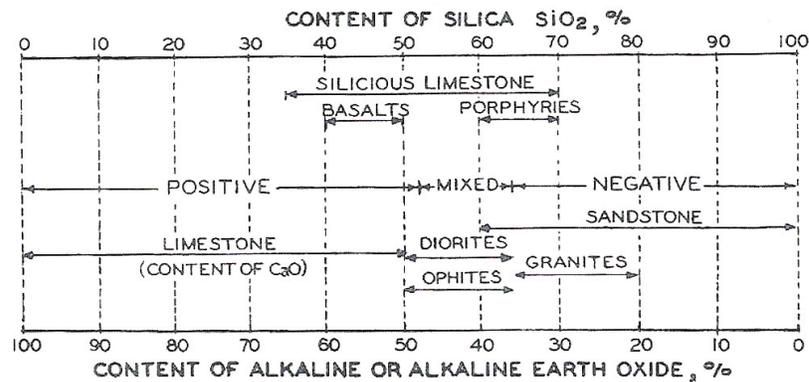 CONTENT OF SILICA SiO2, %
0 10 20 30 40 50 60 70 80 90 100
SILICIOUS LIMESTONE
BASALTS PORPHYRIES
POSITIVE MIXED NEGATIVE
SANDSTONE
LIMESTONE DIORITES
(CONTENT OF CaO) GRANITES
OPHITES
100 90 80 70 60 50 40 30 20 10 0
CONTENT OF ALKALINE OR ALKALINE EARTH OXIDE, %